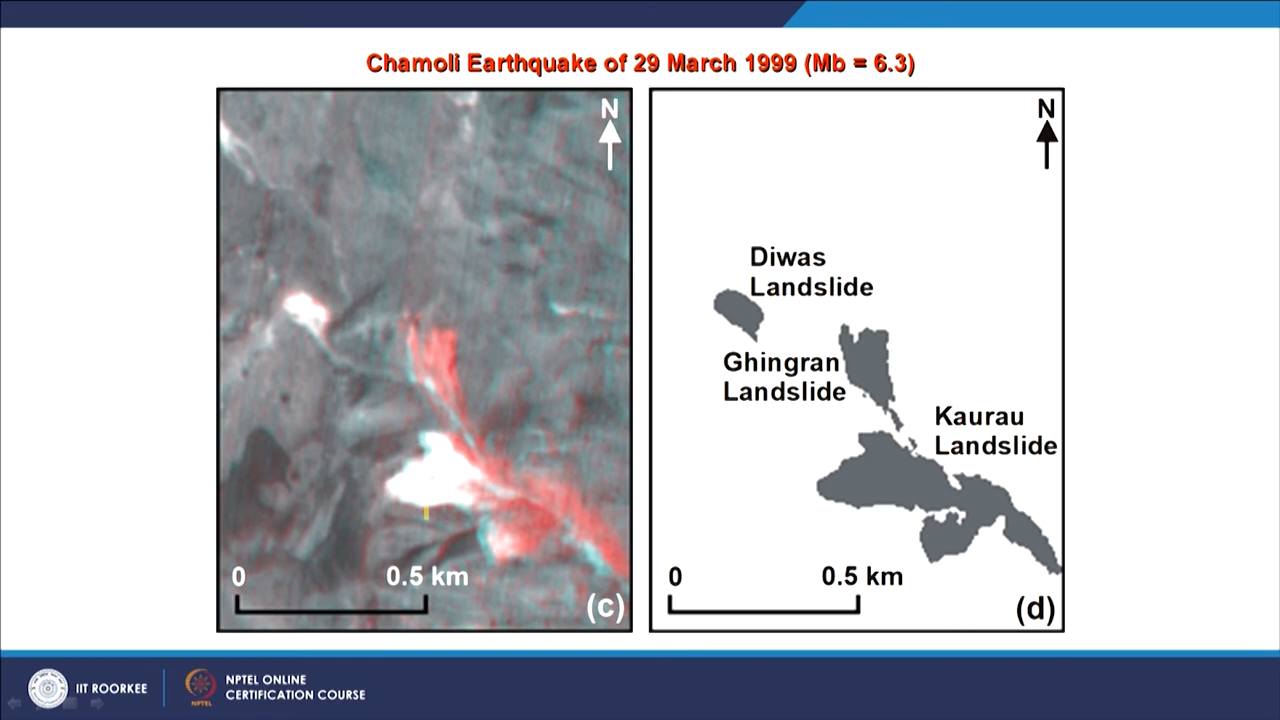 Chamoli Earthquake of 29 March 1999 (Mb = 6.3)
N
0
0.5 km
(c)
N
Diwas
Landslide
Ghingran
Landslide
Kaurau
Landslide
0
0.5 km
(d)
IIT ROORKEE
NPTEL
NPTEL ONLINE
CERTIFICATION COURSE